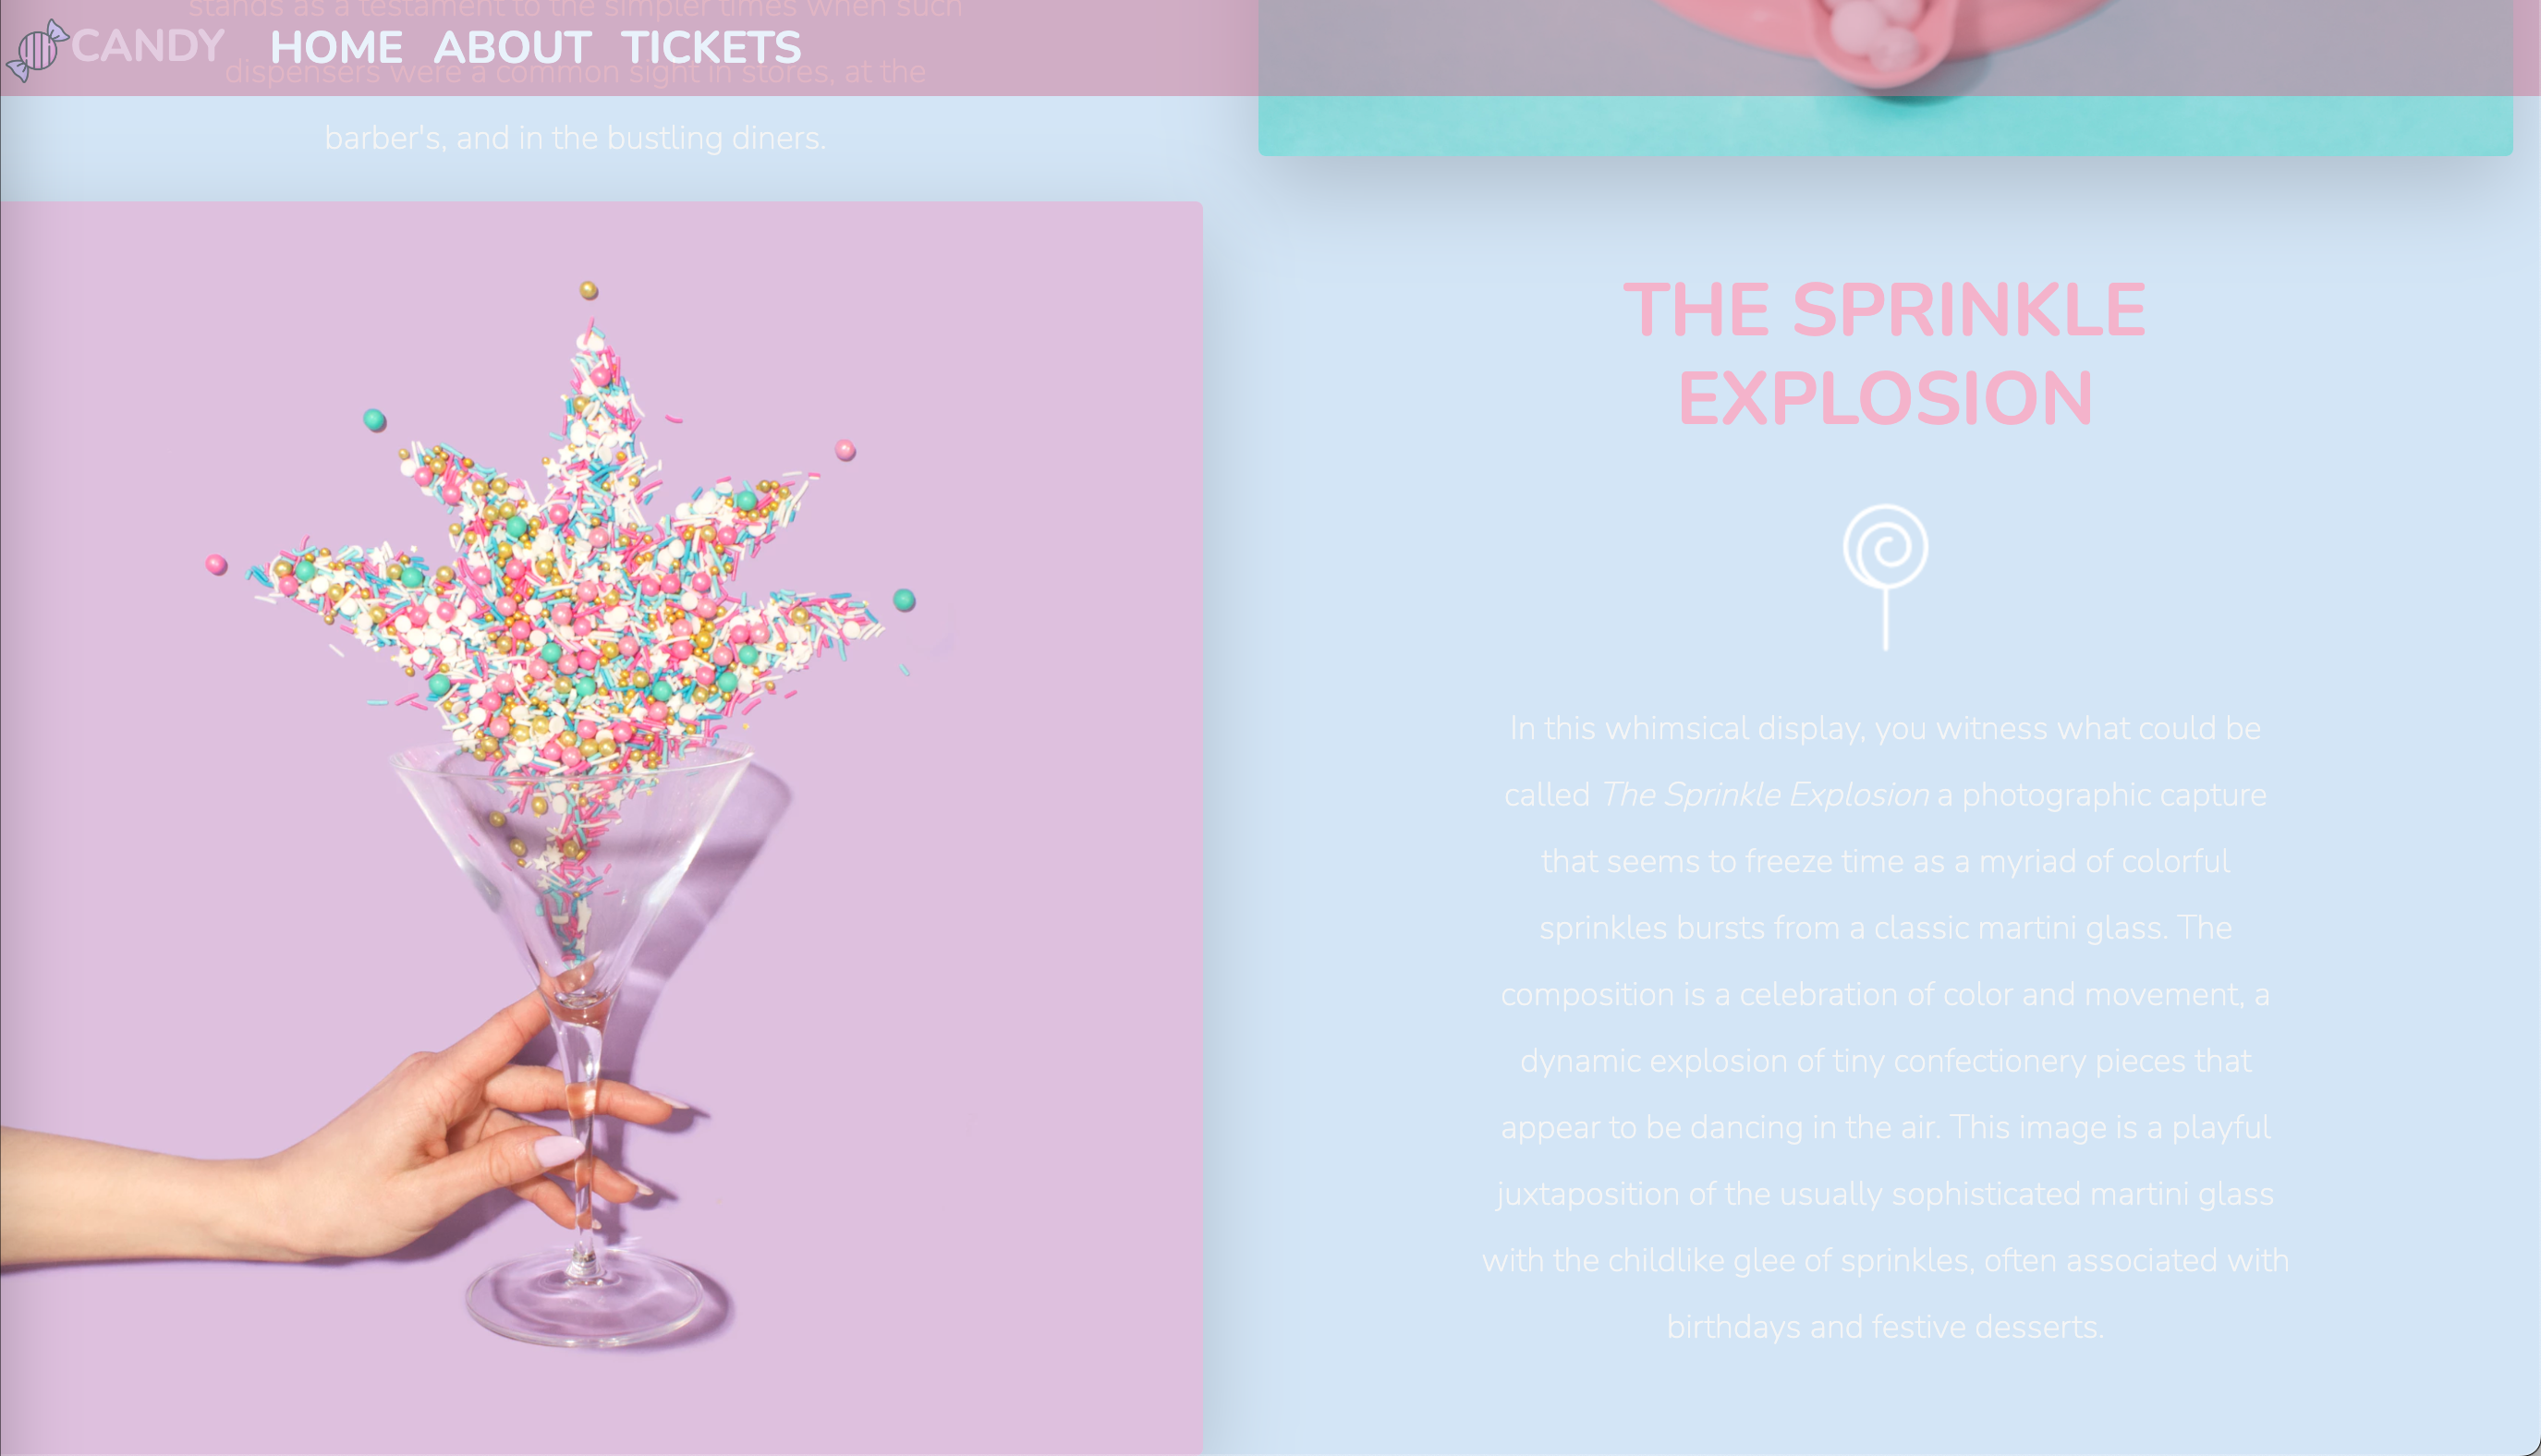 stands as a testament to the simpler times when such
CANDY HOME ABOUT TICKETS
dispensers were a common sight in stores, at the
barber's, and in the bustling diners.
THE SPRINKLE
EXPLOSION
In this whimsical display, you witness what could be
called The Sprinkle Explosion a photographic capture
that seems to freeze time as a myriad of colorful
sprinkles bursts from a classic martini glass. The
composition is a celebration of color and movement, a
dynamic explosion of tiny confectionery pieces that
appear to be dancing in the air. This image is a playful
juxtaposition of the usually sophisticated martini glass
with the childlike glee of sprinkles, often associated with
birthdays and festive desserts.